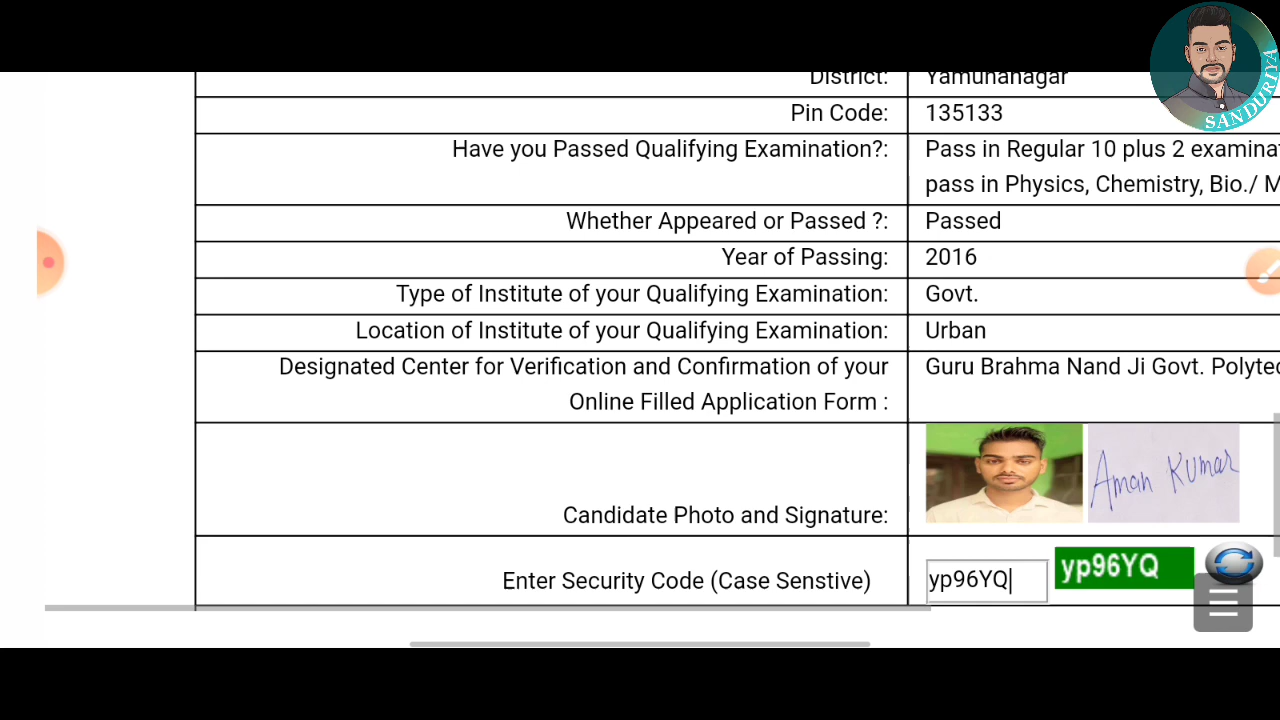 SANDURIYA
District: Yamunanagar
Pin Code: 135133
Have you Passed Qualifying Examination?: Pass in Regular 10 plus 2
pass in Physics, Chemistry, Bio./
Whether Appeared or Passed ?: Passed
Year of Passing: 2016
Type of Institute of your Qualifying Examination: Govt.
Location of Institute of your Qualifying Examination: Urban
Designated Center for Verification and Confirmation of your Guru Brahma Nand Ji Govt.
Online Filled Application Form :
Aman Kumar
Candidate Photo and Signature:
Enter Security Code (Case Senstive) yp96YQ yp96YQ